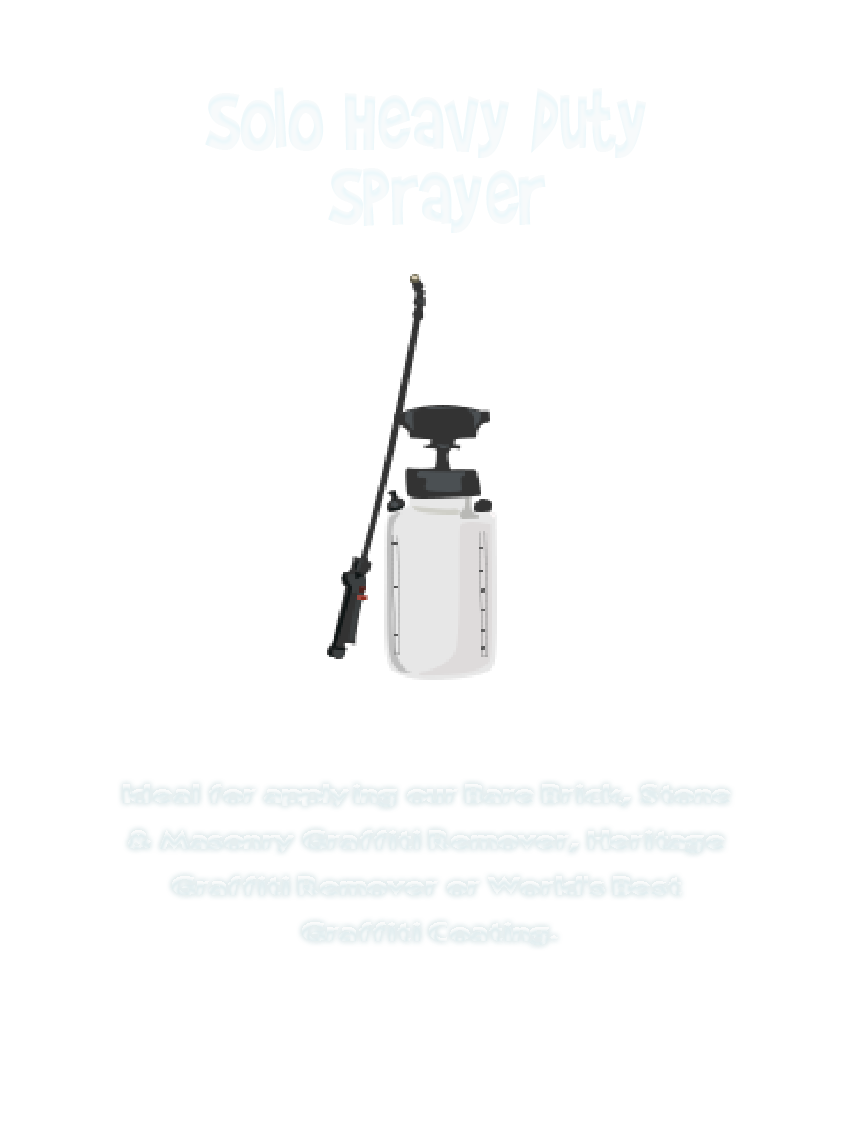 Solo Heavy Duty
Sprayer
Ideal for applying our Bare Brick, Stone
& Masonry Graffiti Remover, Heritage
Graffiti Remover or World's Best
Graffiti Coating.